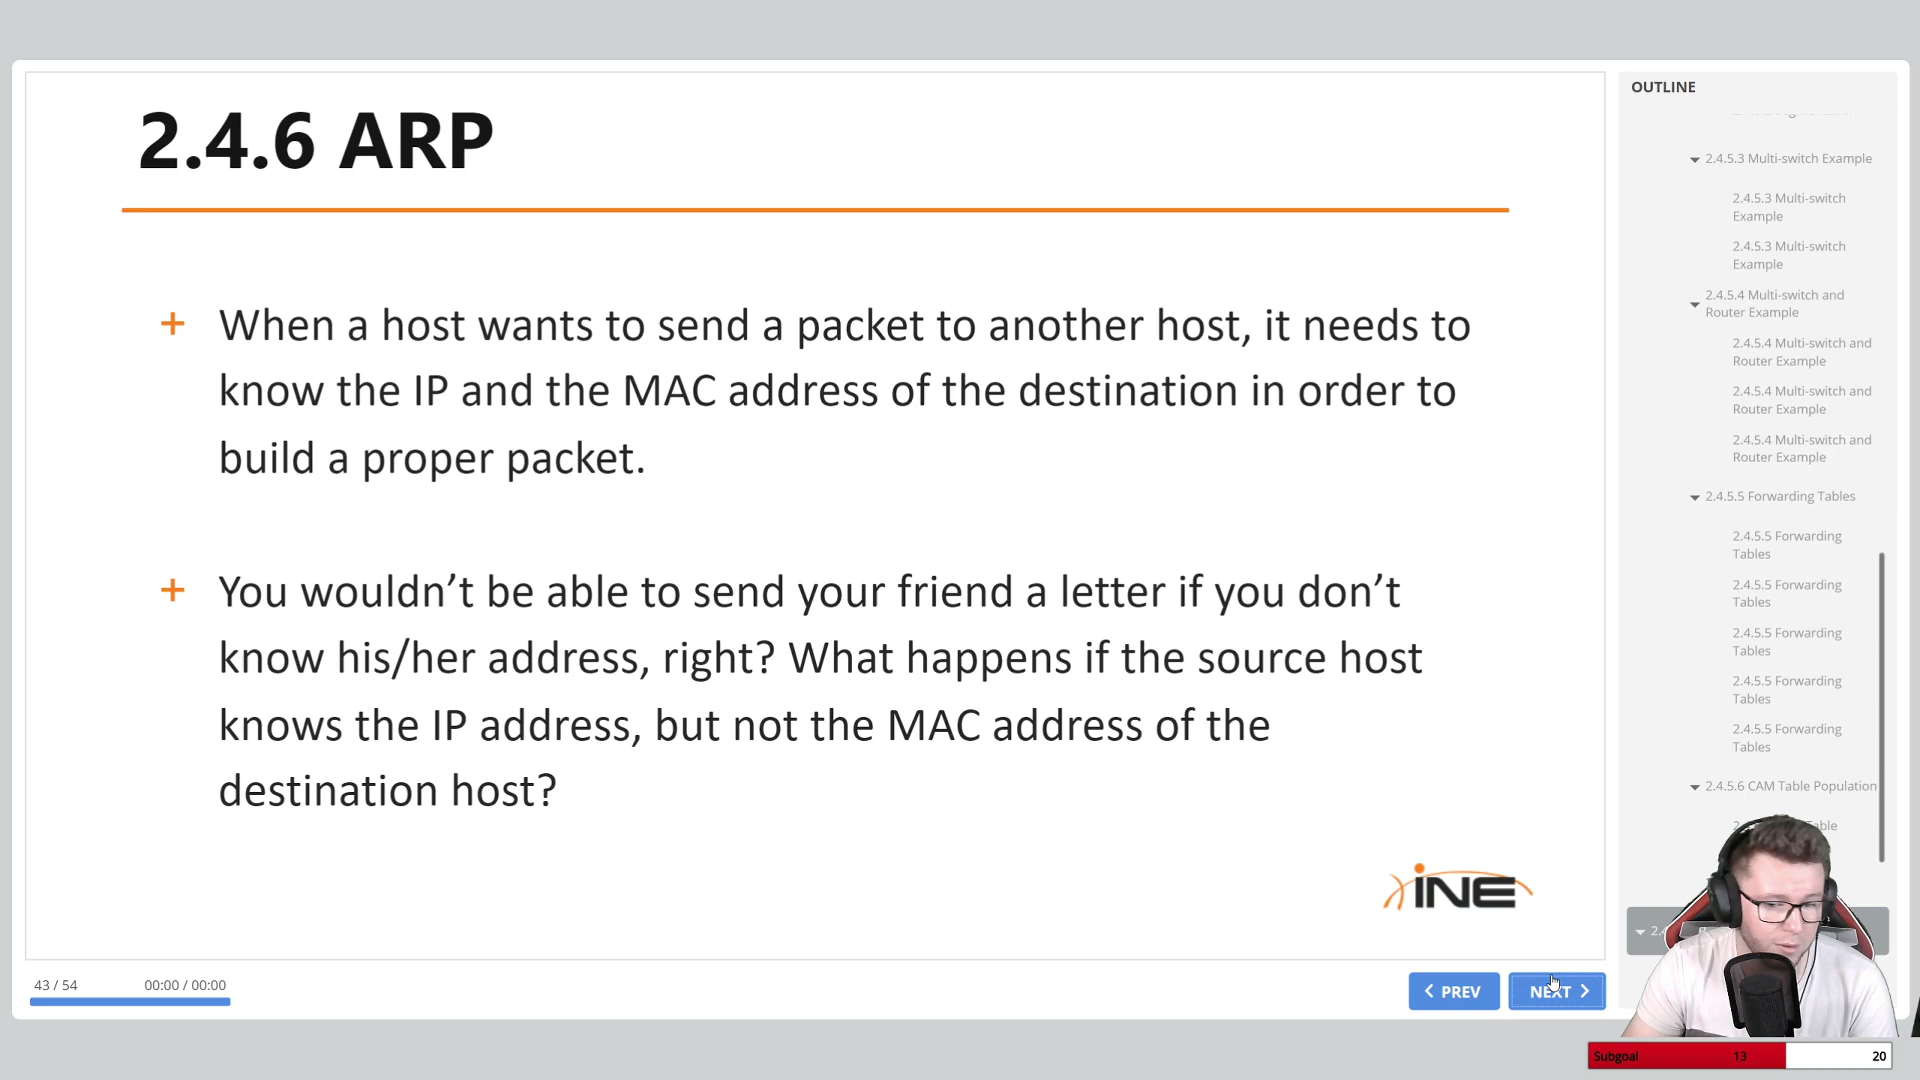 2.4.6 ARP
When a host wants to send a packet to another host, it needs to
know the IP and the MAC address of the destination in order to
build a proper packet.
You wouldn’t be able to send your friend a letter if you don’t
know his/her address, right? What happens if the source host
knows the IP address, but not the MAC address of the
destination host?
iNE
43 / 54
00:00 / 00:00
PREV
NEXT
OUTLINE
2.4.5.3 Multi-switch Example
2.4.5.3 Multi-switch
Example
2.4.5.3 Multi-switch
Example
2.4.5.4 Multi-switch and
Router Example
2.4.5.4 Multi-switch and
Router Example
2.4.5.4 Multi-switch and
Router Example
2.4.5.4 Multi-switch and
Router Example
2.4.5.5 Forwarding Tables
2.4.5.5 Forwarding
Tables
2.4.5.5 Forwarding
Tables
2.4.5.5 Forwarding
Tables
2.4.5.5 Forwarding
Tables
2.4.5.5 Forwarding
Tables
2.4.5.6 CAM Table Population
Subgoal 13 20